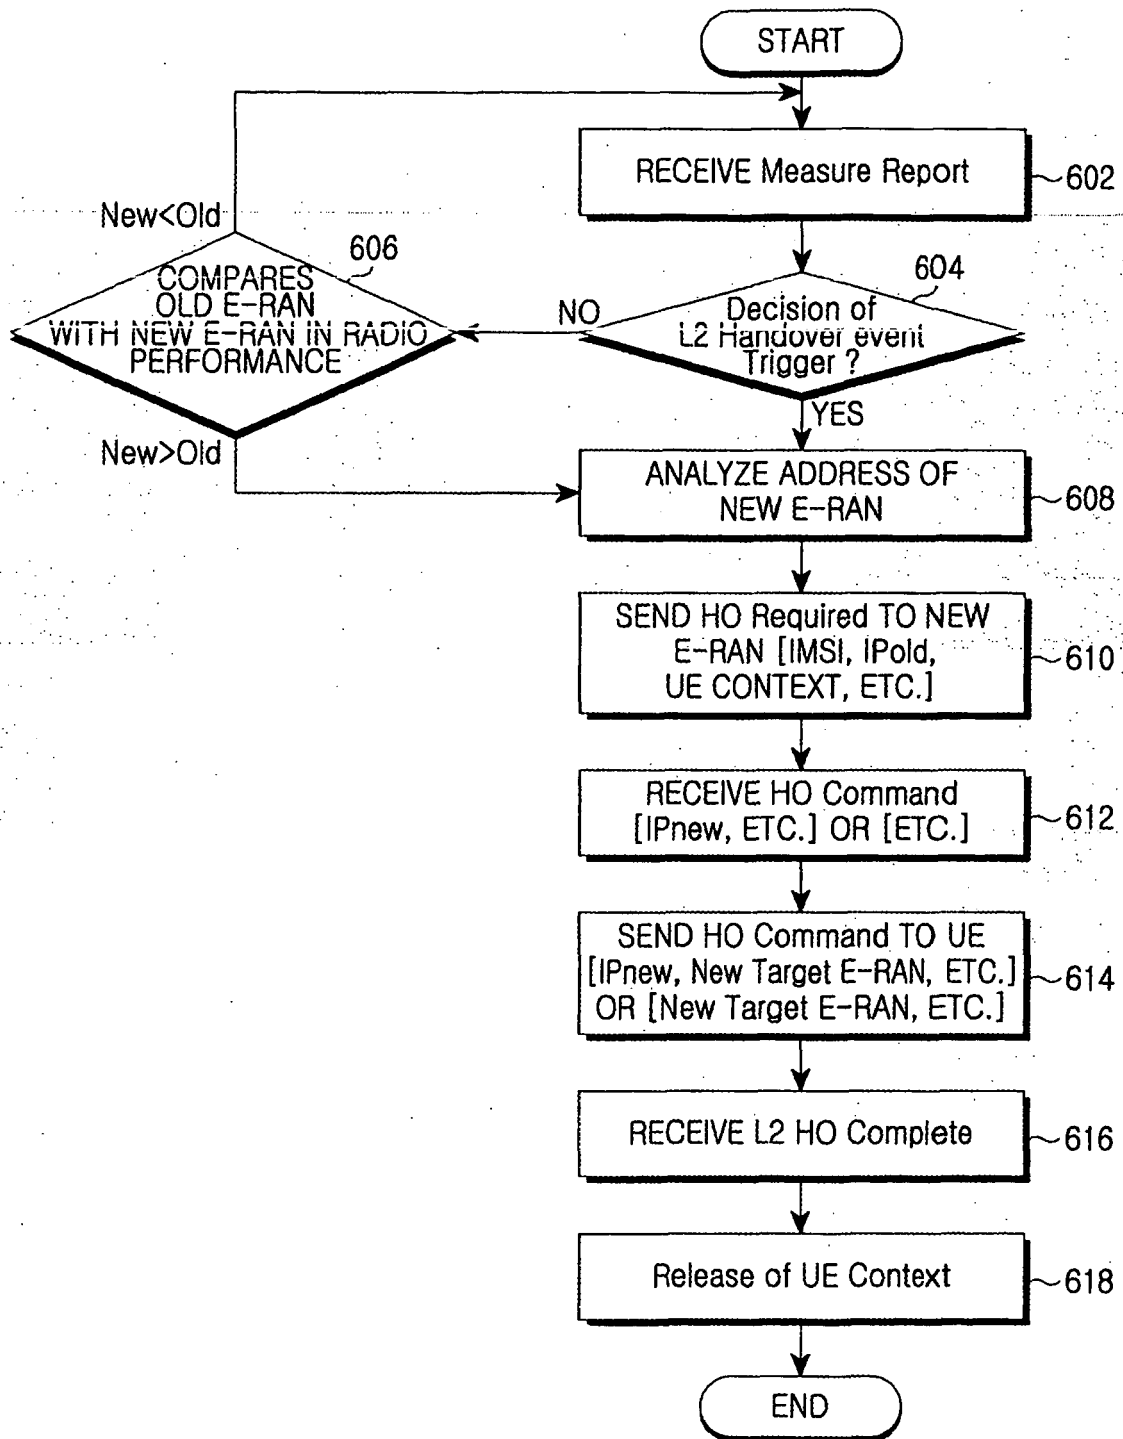 START
RECEIVE Measure Report
602
New<Old
606
COMPARES
OLD E-RAN
WITH NEW E-RAN IN RADIO
PERFORMANCE
NO
604
Decision of
L2 Handover event
Trigger ?
YES
New>Old
ANALYZE ADDRESS OF
NEW E-RAN
608
SEND HO Required TO NEW
E-RAN [IMSI, IPold,
UE CONTEXT, ETC.]
610
RECEIVE HO Command
[IPnew, ETC.] OR [ETC.]
612
SEND HO Command TO UE
[IPnew, New Target E-RAN, ETC.]
OR [New Target E-RAN, ETC.]
614
RECEIVE L2 HO Complete
616
Release of UE Context
618
END